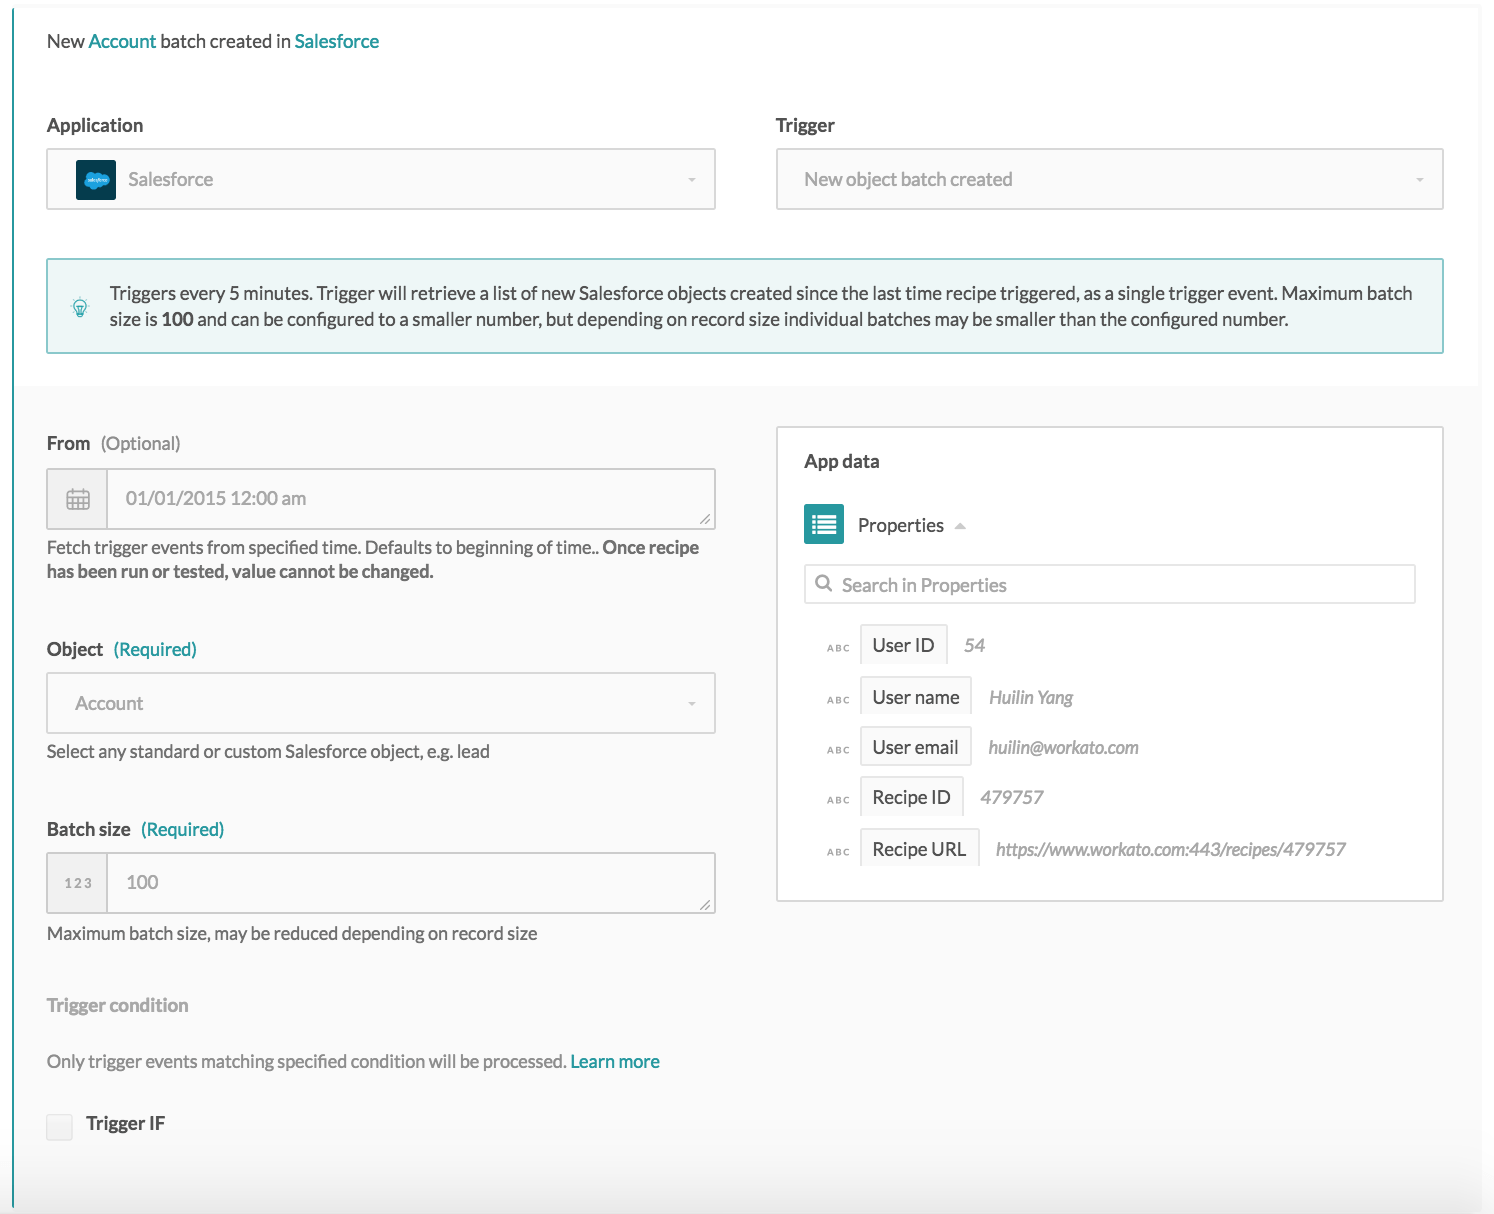 New Account batch created in Salesforce
Application
Trigger
salesforce
Salesforce
New object batch created
Triggers every 5 minutes. Trigger will retrieve a list of new Salesforce objects created since the last time recipe triggered, as a single trigger event. Maximum batch
size is 100 and can be configured to a smaller number, but depending on record size individual batches may be smaller than the configured number.
From (Optional)
01/01/2015 12:00 am
Fetch trigger events from specified time. Defaults to beginning of time.. Once recipe
has been run or tested, value cannot be changed.
Object (Required)
Account
Select any standard or custom Salesforce object, e.g. lead
Batch size (Required)
123 100
Maximum batch size, may be reduced depending on record size
Trigger condition
Only trigger events matching specified condition will be processed. Learn more
Trigger IF
App data
Properties
Search in Properties
ABC User ID 54
ABC User name Huilin Yang
ABC User email huilin@workato.com
ABC Recipe ID 479757
ABC Recipe URL https://www.workato.com:443/recipes/479757